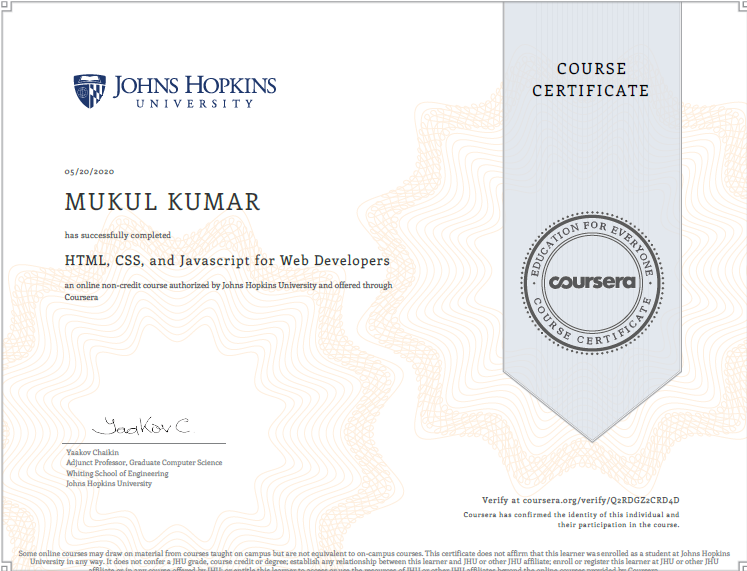 JOHNS HOPKINS
UNIVERSITY
COURSE
CERTIFICATE
05/20/2020
MUKUL KUMAR
has successfully completed
HTML, CSS, and Javascript for Web Developers
an online non-credit course authorized by Johns Hopkins University and offered through
Coursera
EDUCATION FOR EVERYONE
coursera
COURSE CERTIFICATE
Yaakov C
Yaakov Chaikin
Adjunct Professor, Graduate Computer Science
Whiting School of Engineering
Johns Hopkins University
Verify at coursera.org/verify/Q2RDGZ2CRD4D
Coursera has confirmed the identity of this individual and
their participation in the course.
Some online courses may draw on material from courses taught on campus but are not equivalent to on-campus courses. This certificate does not affirm that this learner was enrolled as a student at Johns Hopkins
University in any way. It does not confer a JHU grade, course credit or degree; establish any relationship between this learner and JHU or other JHU affiliate; enroll or register this learner at JHU or other JHU